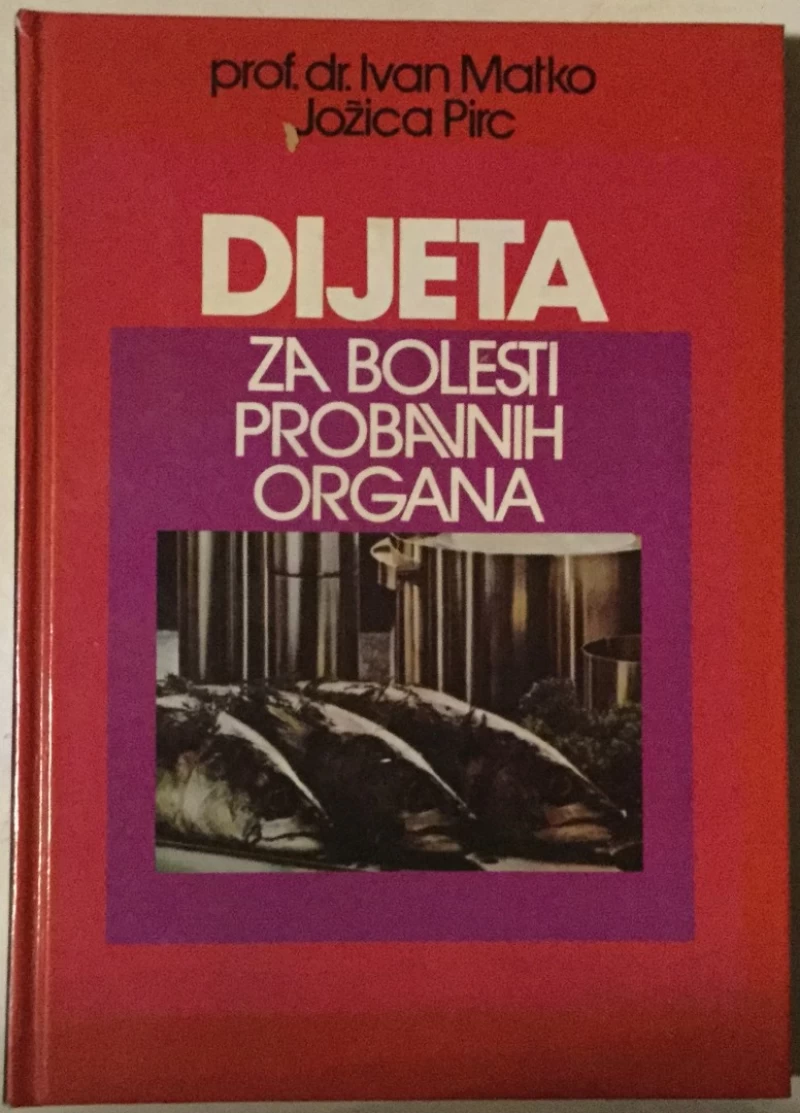 prof. dr. Ivan Matko
Jožica Pirc
DIJETA
ZA BOLESTI
PROBAVNIH
ORGANA